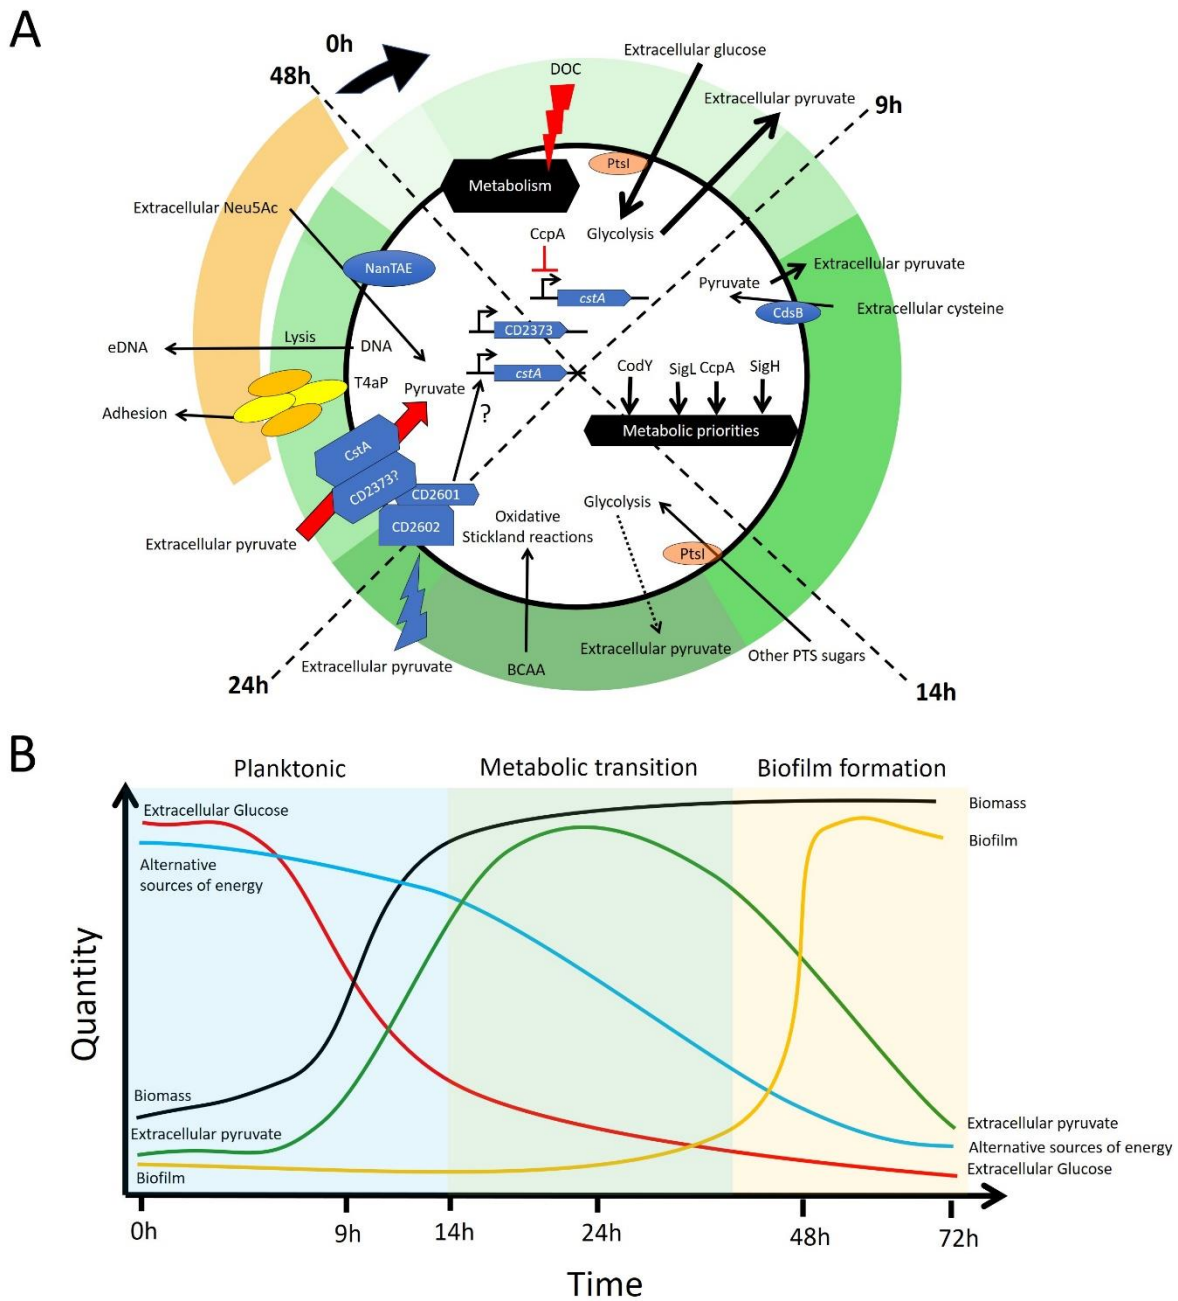 A
0h
48h
DOC
Extracellular glucose
Extracellular pyruvate
9h
PtsI
Metabolism
Extracellular Neu5Ac
CcpA
Glycolysis
NanTAE
cstA
Pyruvate
Extracellular pyruvate
CdsB
Extracellular cysteine
CD2373
Lysis
DNA
eDNA
cstA
T4aP
Pyruvate
CodY
SigL
CcpA
SigH
Adhesion
?
Metabolic priorities
CstA
CD2373?
CD2601
CD2602
Extracellular pyruvate
Oxidative
Stickland reactions
Glycolysis
PtsI
Extracellular pyruvate
BCAA
Extracellular pyruvate
Other PTS sugars
24h
14h
B
Planktonic
Metabolic transition
Biofilm formation
Extracellular Glucose
Alternative
sources of energy
Biomass
Biofilm
Quantity
Biomass
Extracellular pyruvate
Biofilm
Extracellular pyruvate
Alternative sources of energy
Extracellular Glucose
0h
9h
14h
24h
48h
72h
Time